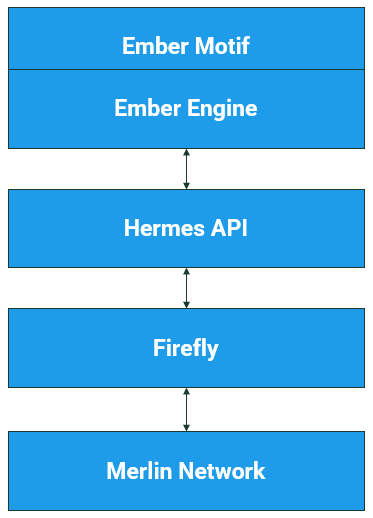 Ember Motif
Ember Engine
Hermes API
Firefly
Merlin Network